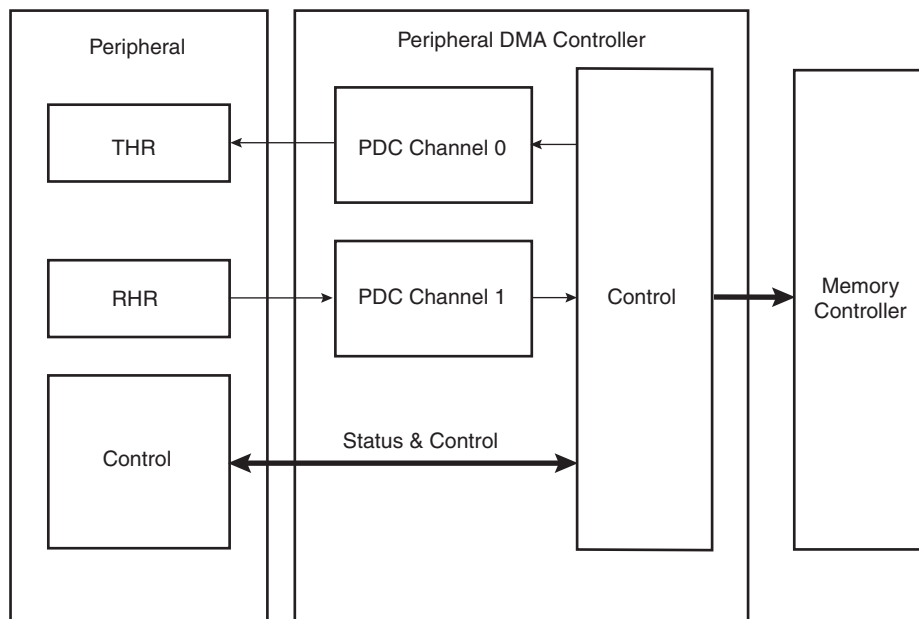 Peripheral
Peripheral DMA Controller
THR
PDC Channel 0
RHR
PDC Channel 1
Control
Memory
Controller
Status & Control
Control